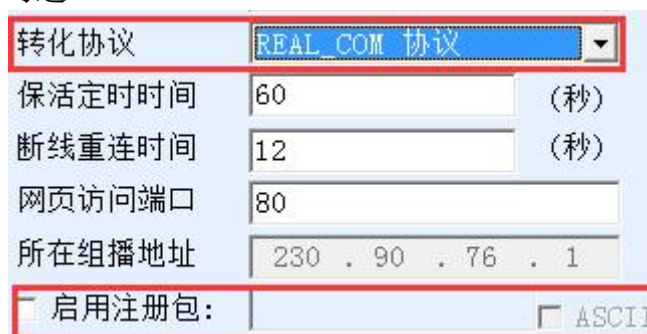 转化协议 REAL_COM 协议
保活定时时间 60 (秒)
断线重连时间 12 (秒)
网页访问端口 80
所在组播地址 230 . 90 . 76 . 1
启用注册包: ASCII